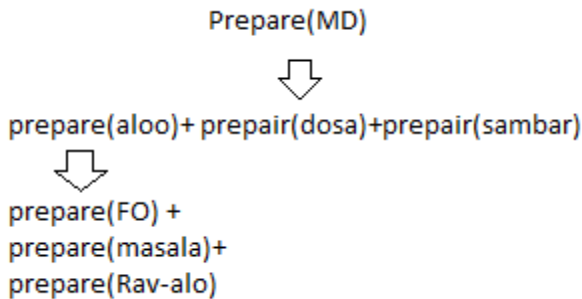 Prepare(MD)
prepare(aloo)+ prepair(dosa)+prepair(sambar)
prepare(FO) +
prepare(masala)+
prepare(Rav-alo)